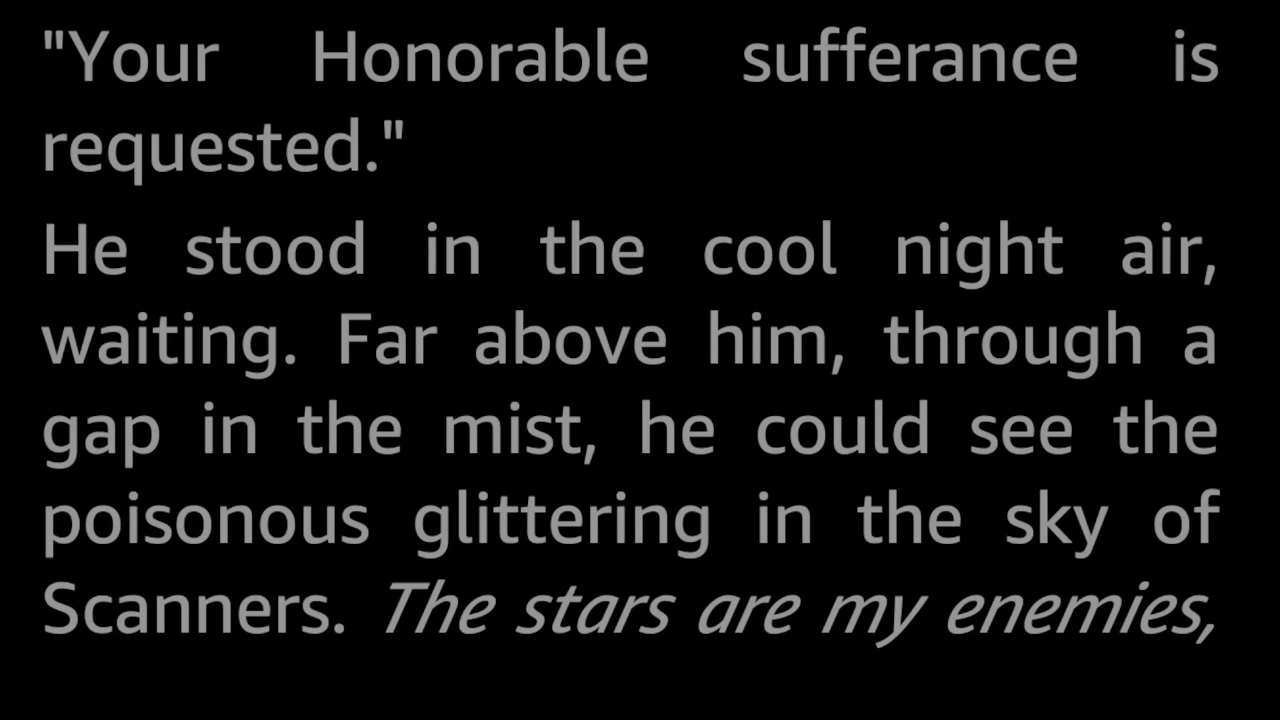 "Your Honorable sufferance is
requested."
He stood in the cool night air,
waiting. Far above him, through a
gap in the mist, he could see the
poisonous glittering in the sky of
Scanners. The stars are my enemies,